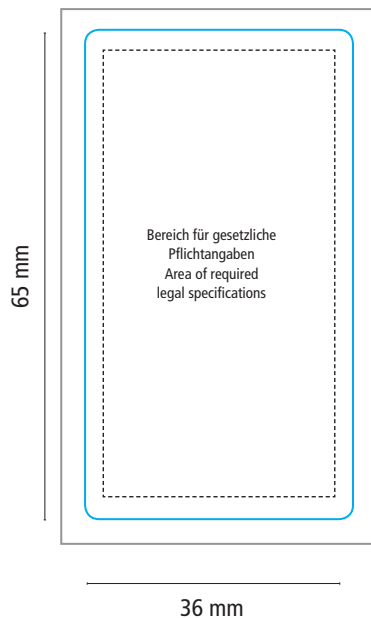 Bereich für gesetzliche
Pflichtangaben
Area of required
legal specifications
65 mm
36 mm